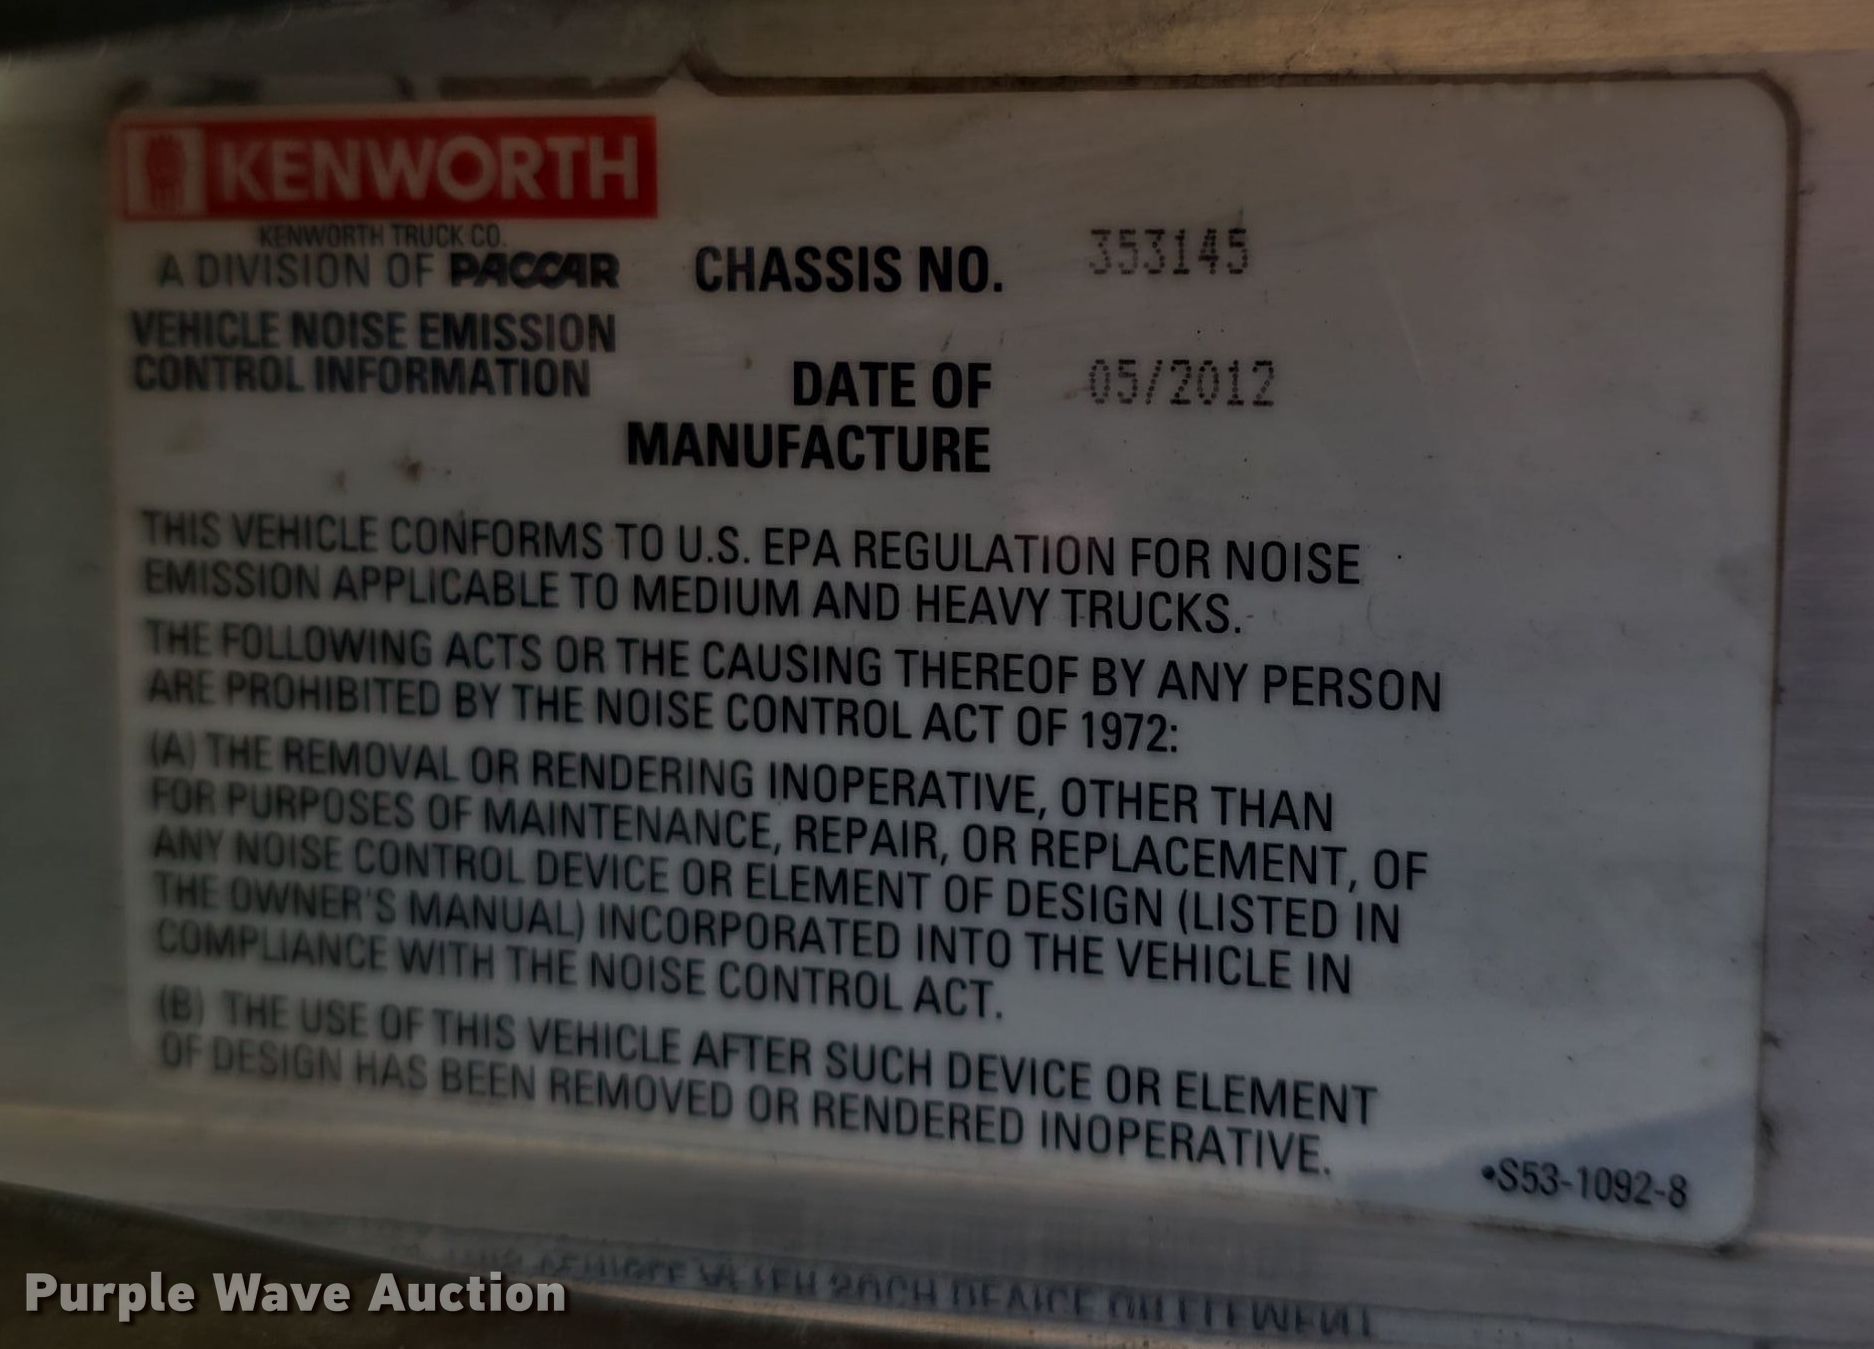 KENWORTH
KENWORTH TRUCK CO.
A DIVISION OF PACCAR
CHASSIS NO. 353145
VEHICLE NOISE EMISSION
CONTROL INFORMATION
DATE OF 05/2012
MANUFACTURE
THIS VEHICLE CONFORMS TO U.S. EPA REGULATION FOR NOISE
EMISSION APPLICABLE TO MEDIUM AND HEAVY TRUCKS.
THE FOLLOWING ACTS OR THE CAUSING THEREOF BY ANY PERSON
ARE PROHIBITED BY THE NOISE CONTROL ACT OF 1972:
(A) THE REMOVAL OR RENDERING INOPERATIVE, OTHER THAN
FOR PURPOSES OF MAINTENANCE, REPAIR, OR REPLACEMENT, OF
ANY NOISE CONTROL DEVICE OR ELEMENT OF DESIGN (LISTED IN
THE OWNER'S MANUAL) INCORPORATED INTO THE VEHICLE IN
COMPLIANCE WITH THE NOISE CONTROL ACT.
(B) THE USE OF THIS VEHICLE AFTER SUCH DEVICE OR ELEMENT
OF DESIGN HAS BEEN REMOVED OR RENDERED INOPERATIVE.
•S53-1092-8
Purple Wave Auction